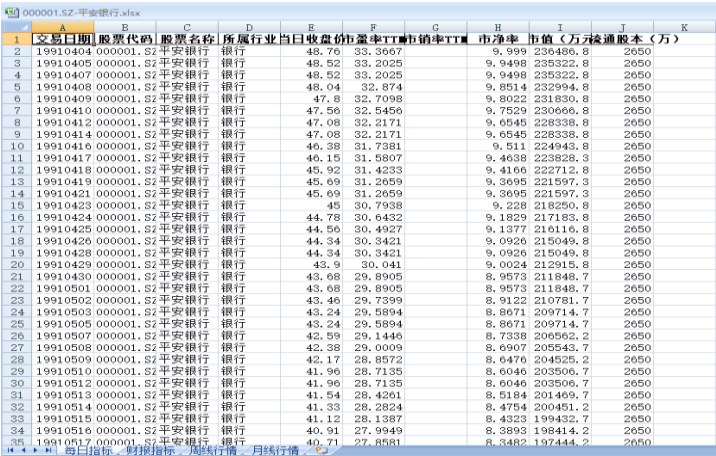 000001.SZ-平安银行.xlsx
A B C D E F G H I J K
1 交易日期 股票代码 股票名称 所属行业 当日收盘价 市盈率TTM 市销率TTM 市净率 市值（万元 流通股本（万）
2 19910404 000001.SZ 平安银行 银行 48.76 33.3667 9.999 236486.8 2650
3 19910405 000001.SZ 平安银行 银行 48.52 33.2025 9.9498 235322.8 2650
4 19910407 000001.SZ 平安银行 银行 48.52 33.2025 9.9498 235322.8 2650
5 19910408 000001.SZ 平安银行 银行 48.04 32.874 9.8514 232994.8 2650
6 19910409 000001.SZ 平安银行 银行 47.8 32.7098 9.8022 231830.8 2650
7 19910410 000001.SZ 平安银行 银行 47.56 32.5456 9.7529 230666.8 2650
8 19910412 000001.SZ 平安银行 银行 47.08 32.2171 9.6545 228338.8 2650
9 19910414 000001.SZ 平安银行 银行 47.08 32.2171 9.6545 228338.8 2650
10 19910416 000001.SZ 平安银行 银行 46.38 31.7381 9.511 224943.8 2650
11 19910417 000001.SZ 平安银行 银行 46.15 31.5807 9.4638 223828.3 2650
12 19910418 000001.SZ 平安银行 银行 45.92 31.4233 9.4166 222712.8 2650
13 19910419 000001.SZ 平安银行 银行 45.69 31.2659 9.3695 221597.3 2650
14 19910421 000001.SZ 平安银行 银行 45.69 31.2659 9.3695 221597.3 2650
15 19910423 000001.SZ 平安银行 银行 45 30.7938 9.228 218250.8 2650
16 19910424 000001.SZ 平安银行 银行 44.78 30.6432 9.1829 217183.8 2650
17 19910425 000001.SZ 平安银行 银行 44.56 30.4927 9.1377 216116.8 2650
18 19910426 000001.SZ 平安银行 银行 44.34 30.3421 9.0926 215049.8 2650
19 19910428 000001.SZ 平安银行 银行 44.34 30.3421 9.0926 215049.8 2650
20 19910429 000001.SZ 平安银行 银行 43.9 30.041 9.0024 212915.8 2650
21 19910430 000001.SZ 平安银行 银行 43.68 29.8905 8.9573 211848.7 2650
22 19910501 000001.SZ 平安银行 银行 43.68 29.8905 8.9573 211848.7 2650
23 19910502 000001.SZ 平安银行 银行 43.46 29.7399 8.9122 210781.7 2650
24 19910503 000001.SZ 平安银行 银行 43.24 29.5894 8.8671 209714.7 2650
25 19910505 000001.SZ 平安银行 银行 43.24 29.5894 8.8671 209714.7 2650
26 19910507 000001.SZ 平安银行 银行 42.59 29.1446 8.7338 206562.2 2650
27 19910508 000001.SZ 平安银行 银行 42.38 29.0009 8.6907 205543.7 2650
28 19910509 000001.SZ 平安银行 银行 42.17 28.8572 8.6476 204525.2 2650
29 19910510 000001.SZ 平安银行 银行 41.96 28.7135 8.6046 203506.7 2650
30 19910512 000001.SZ 平安银行 银行 41.96 28.7135 8.6046 203506.7 2650
31 19910513 000001.SZ 平安银行 银行 41.54 28.4261 8.5184 201469.7 2650
32 19910514 000001.SZ 平安银行 银行 41.33 28.2824 8.4754 200451.2 2650
33 19910515 000001.SZ 平安银行 银行 41.12 28.1387 8.4323 199432.7 2650
34 19910516 000001.SZ 平安银行 银行 40.91 27.9949 8.3893 198414.2 2650
35 19910517 000001.SZ 平安银行 银行 40.71 27.8581 8.3482 197444.2 2650
每日指标 财报指标 周线行情 月线行情